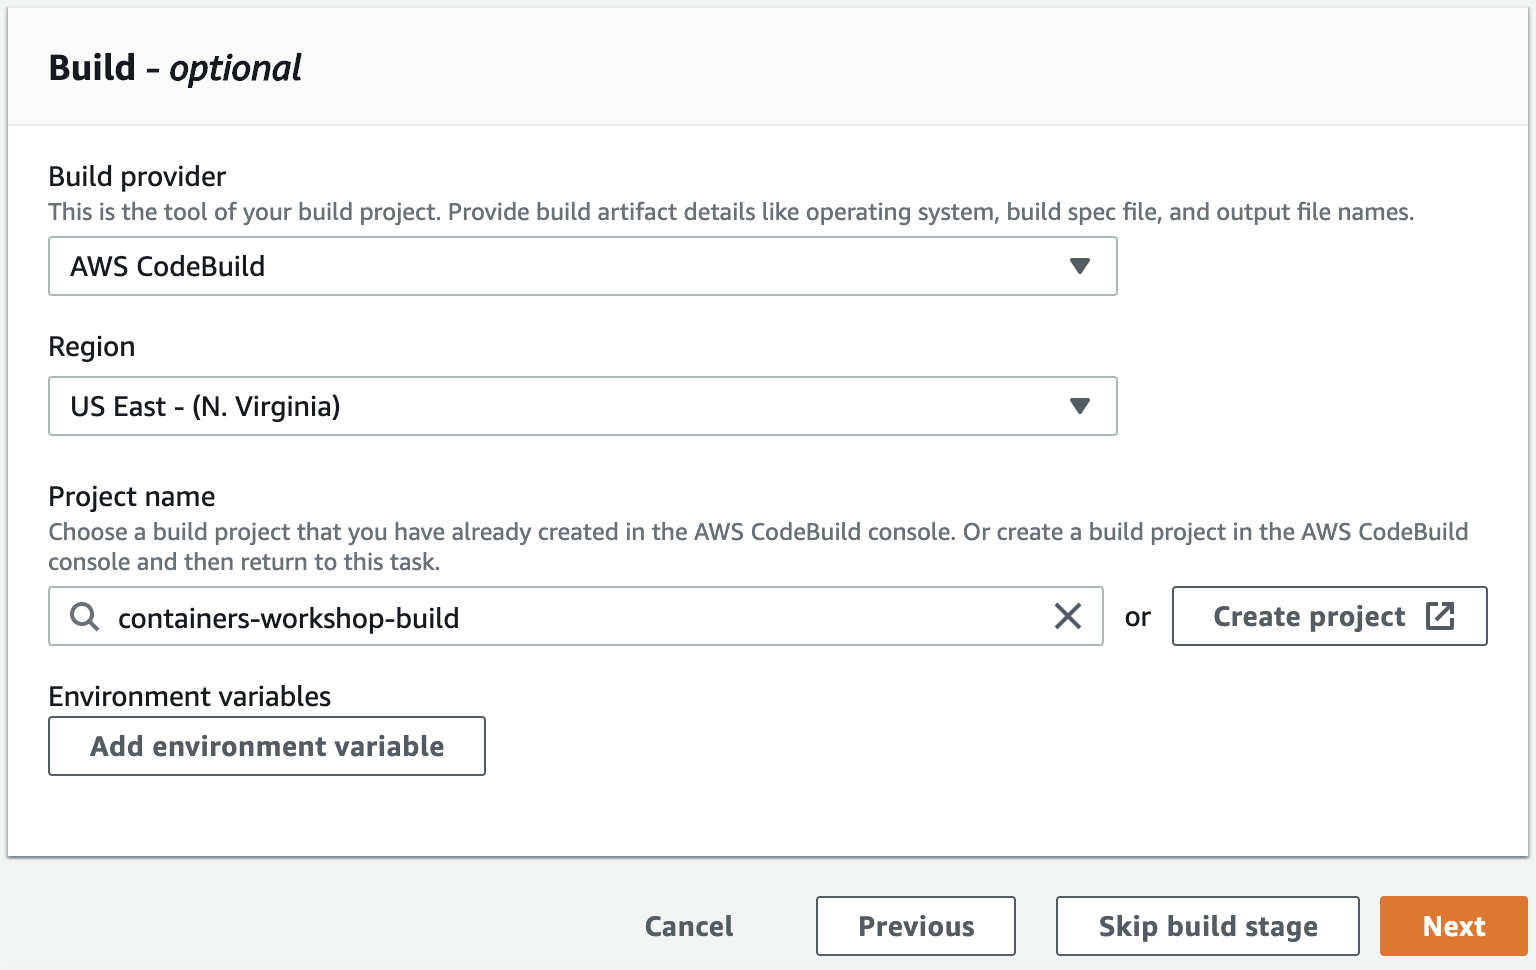 Build - optional
Build provider
This is the tool of your build project. Provide build artifact details like operating system, build spec file, and output file names.
AWS CodeBuild
Region
US East - (N. Virginia)
Project name
Choose a build project that you have already created in the AWS CodeBuild console. Or create a build project in the AWS CodeBuild
console and then return to this task.
containers-workshop-build
or
Create project
Environment variables
Add environment variable
Cancel
Previous
Skip build stage
Next